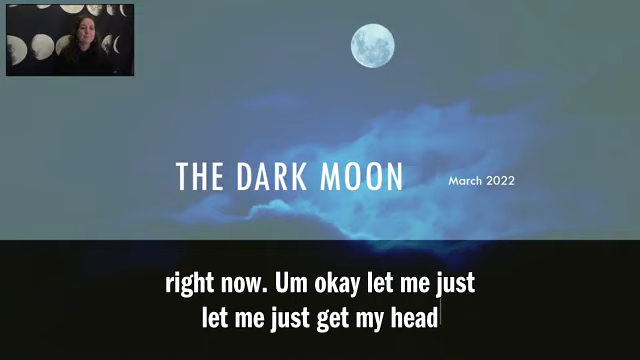 THE DARK MOON
March 2022
right now. Um okay let me just
let me just get my head